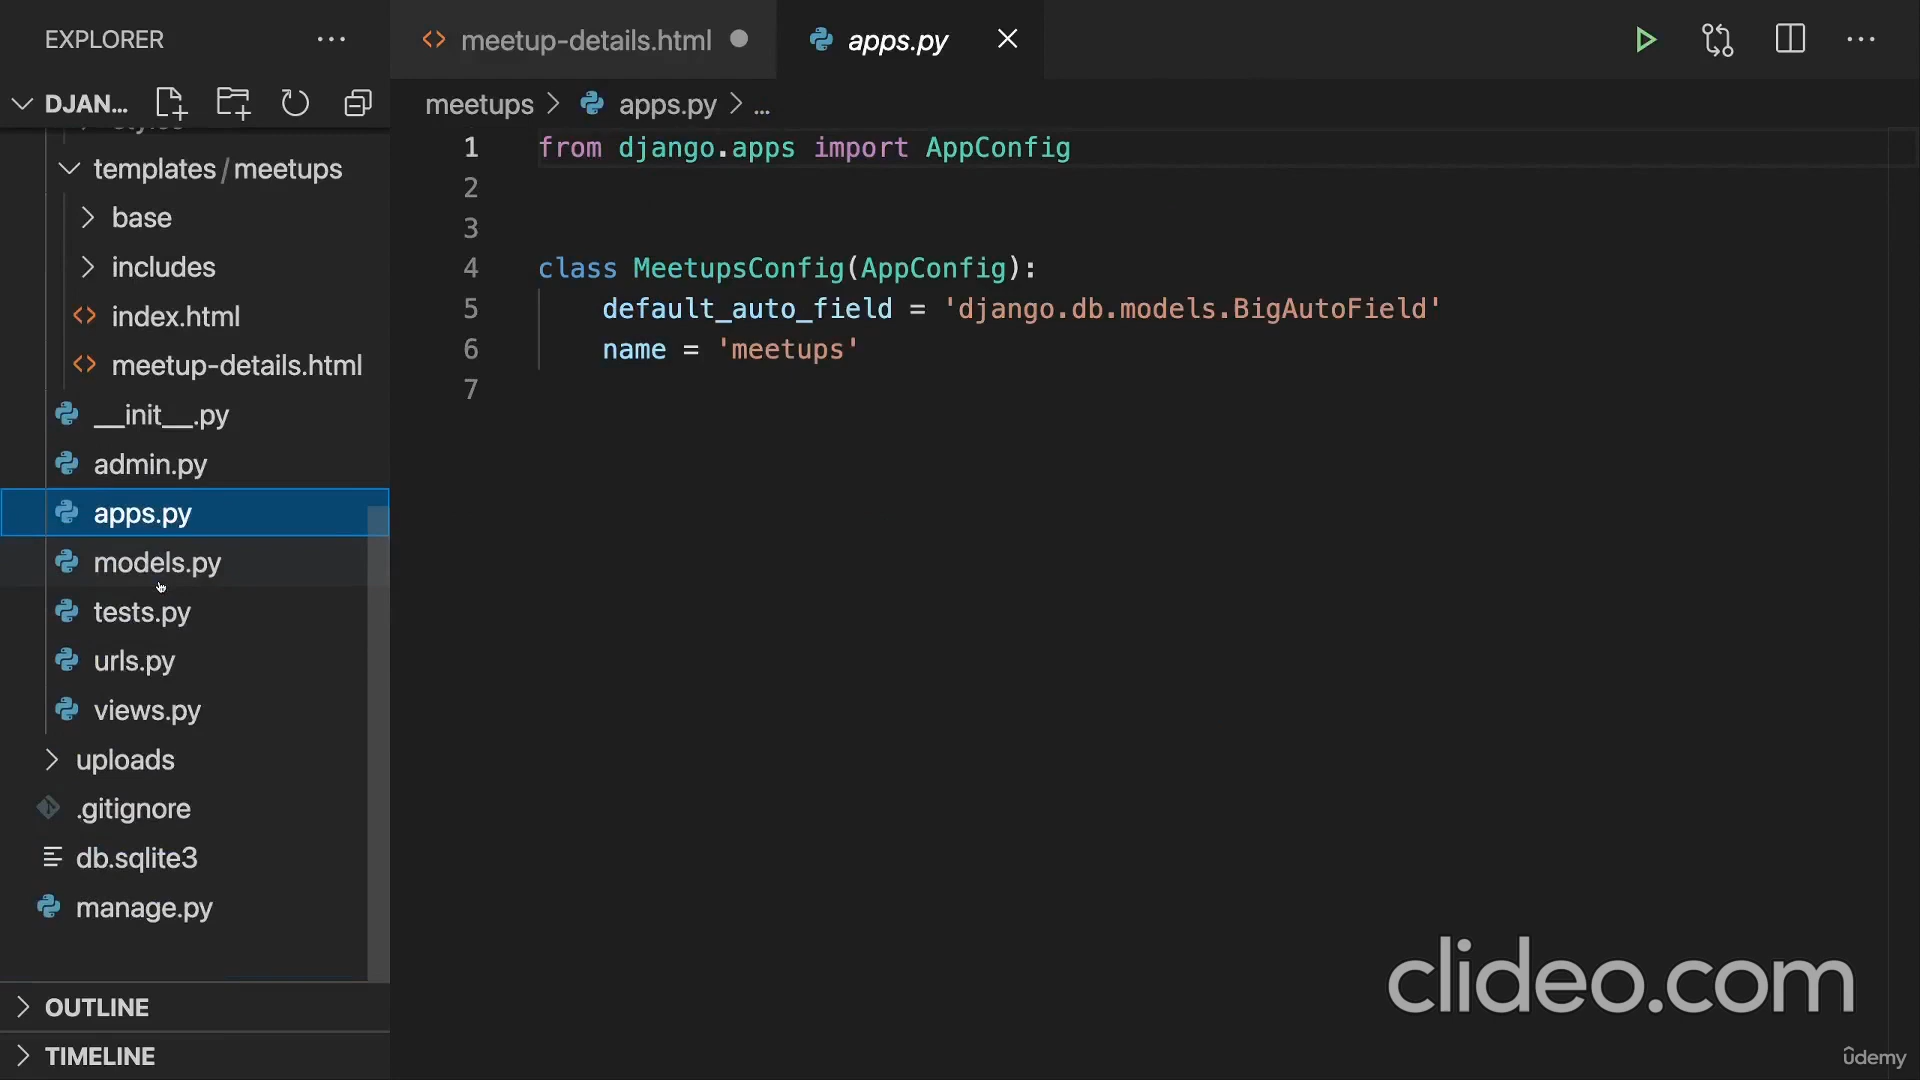 EXPLORER
meetup-details.html
apps.py
DJAN...
meetups > apps.py > ...
templates/meetups
base
includes
index.html
meetup-details.html
__init__.py
admin.py
apps.py
models.py
tests.py
urls.py
views.py
uploads
.gitignore
db.sqlite3
manage.py
OUTLINE
TIMELINE
1 from django.apps import AppConfig
2
3
4 class MeetupsConfig(AppConfig):
5 default_auto_field = 'django.db.models.BigAutoField'
6 name = 'meetups'
7
clideo.com
ûdemy